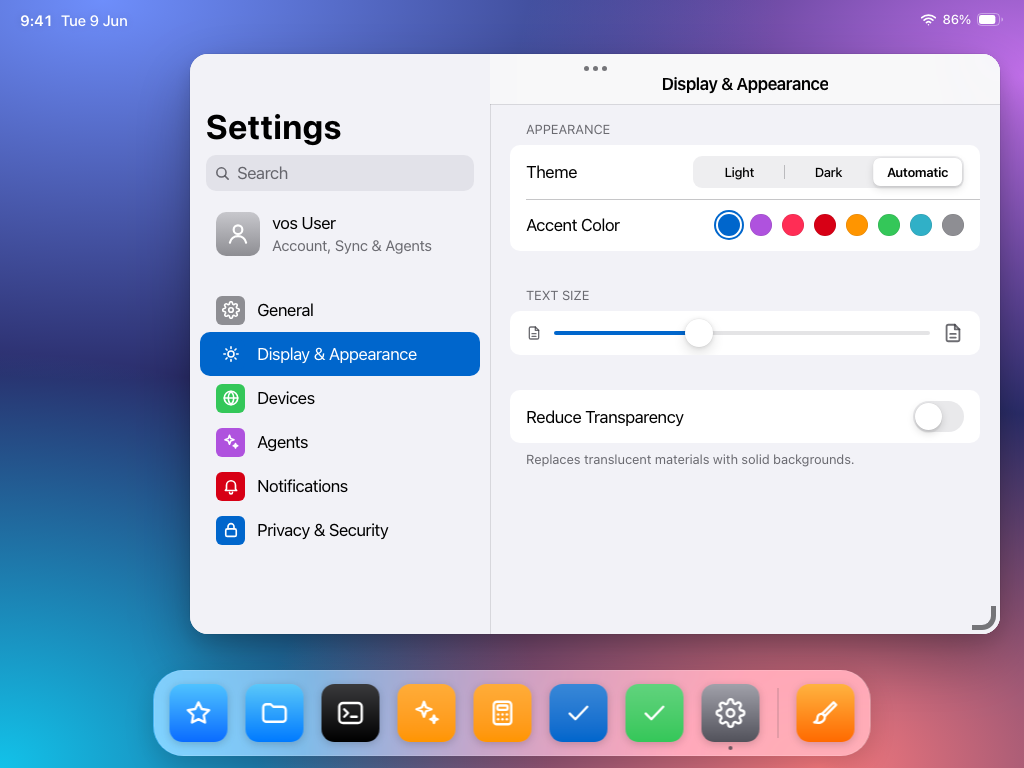 9:41 Tue 9 Jun
86%
Display & Appearance
Settings
Search
vos User
Account, Sync & Agents
General
Display & Appearance
Devices
Agents
Notifications
Privacy & Security
APPEARANCE
Theme Light Dark Automatic
Accent Color
TEXT SIZE
Reduce Transparency
Replaces translucent materials with solid backgrounds.